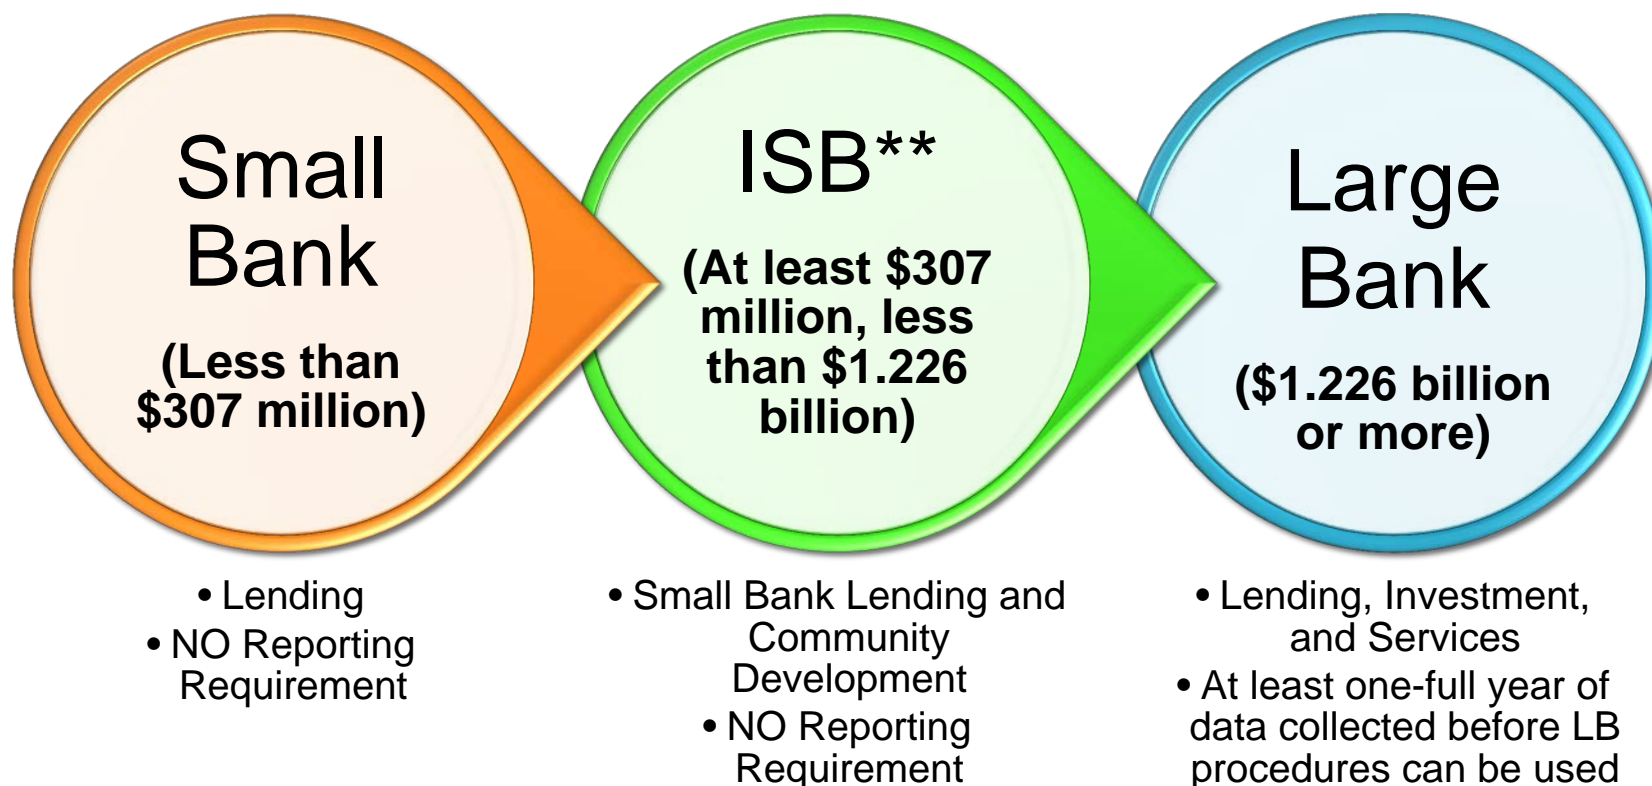 Small
Bank
(Less than
$307 million)
• Lending
• NO Reporting
Requirement
ISB**
(At least $307
million, less
than $1.226
billion)
• Small Bank Lending and
Community
Development
• NO Reporting
Requirement
Large
Bank
($1.226 billion
or more)
• Lending, Investment,
and Services
• At least one-full year of
data collected before LB
procedures can be used